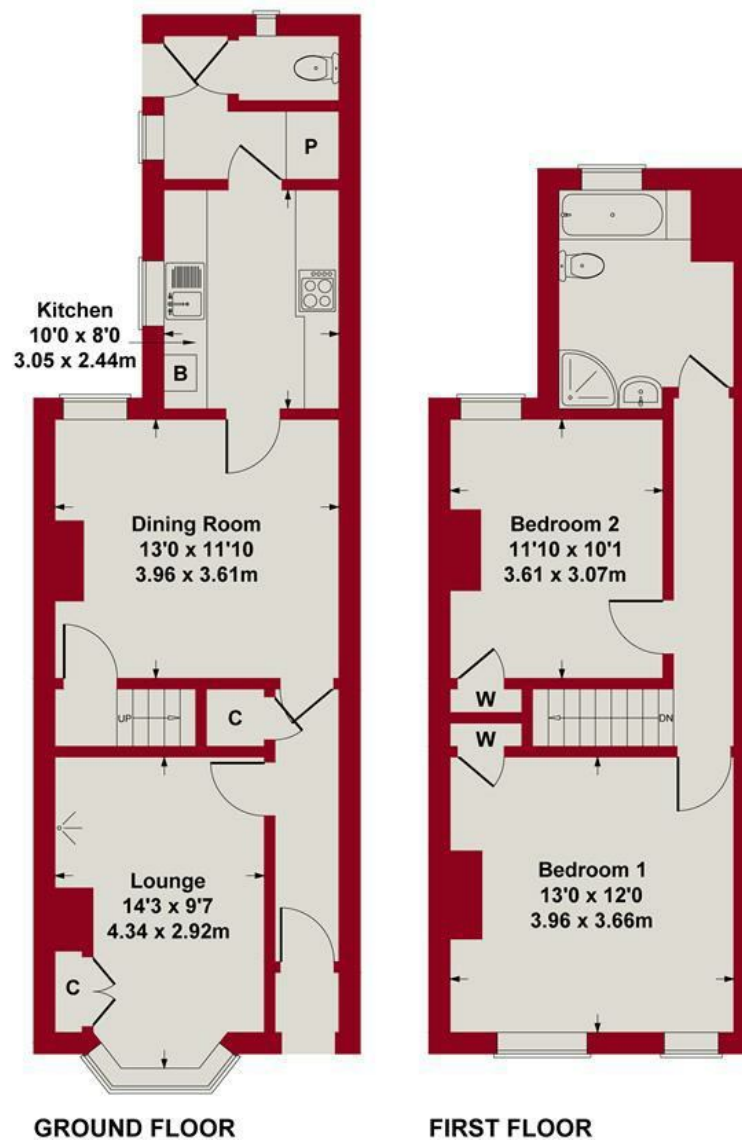 P
Kitchen
10'0 x 8'0
3.05 x 2.44m
B
Dining Room
13'0 x 11'10
3.96 x 3.61m
UP
C
Lounge
14'3 x 9'7
4.34 x 2.92m
C
GROUND FLOOR
Bedroom 2
11'10 x 10'1
3.61 x 3.07m
W
DN
W
Bedroom 1
13'0 x 12'0
3.96 x 3.66m
FIRST FLOOR